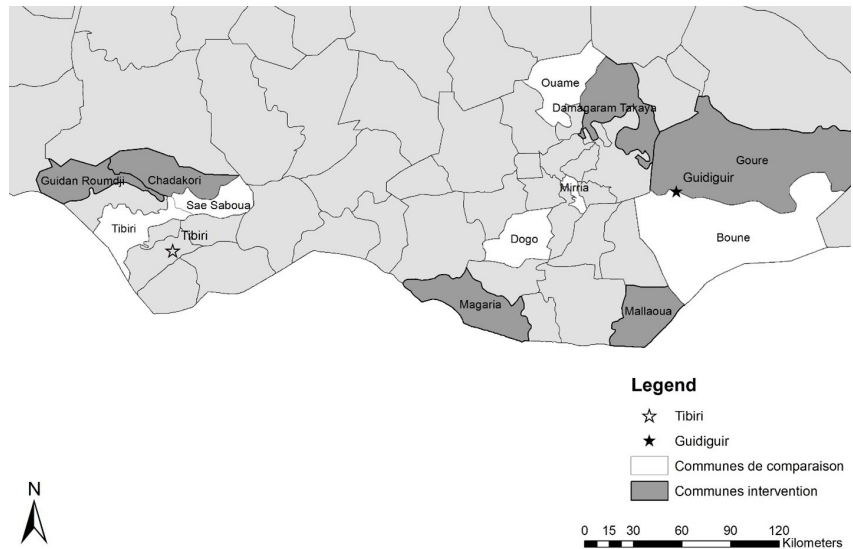 Ouame
Damagaram Takaya
Guidan Roumdji
Chadakori
Goure
Guidiguir
Mirria
Sae Saboua
Tibiri
Tibiri
Dogo
Boune
Magaria
Mallaoua
Legend
Tibiri
Guidiguir
Communes de comparaison
Communes intervention
N
0 15 30 60 90 120
Kilometers